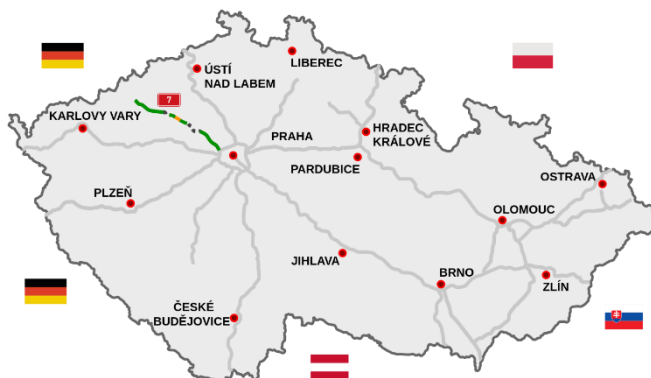 LIBEREC
ÚSTÍ
NAD LABEM
7
KARLOVY VARY
HRADEC
KRÁLOVÉ
PRAHA
PARDUBICE
OSTRAVA
PLZEŇ
OLOMOUC
JIHLAVA
BRNO
ZLÍN
ČESKÉ
BUDĚJOVICE